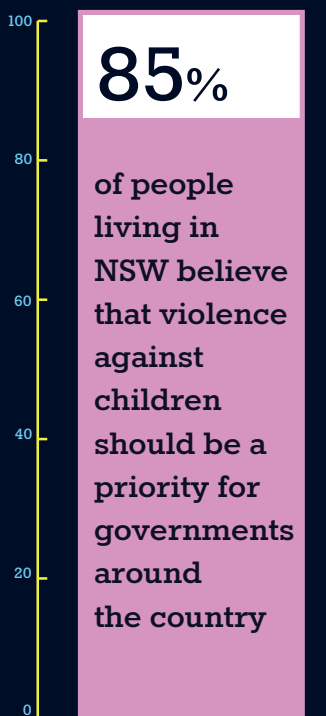 100
80
60
40
20
0
85%
of people
living in
NSW believe
that violence
against
children
should be a
priority for
governments
around
the country